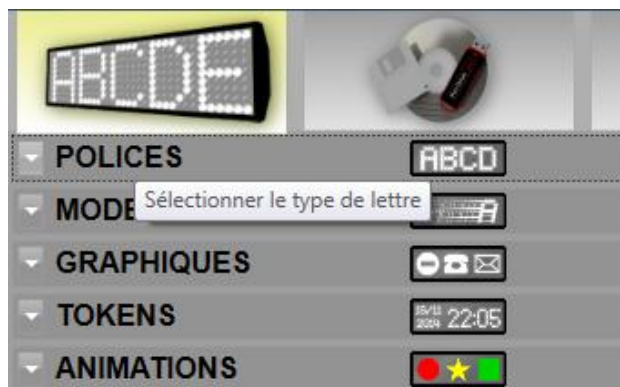 ABCDE
POLICES
ABCD
Sélectionner le type de lettre
MODE
A
GRAPHIQUES
TOKENS
22:05
ANIMATIONS